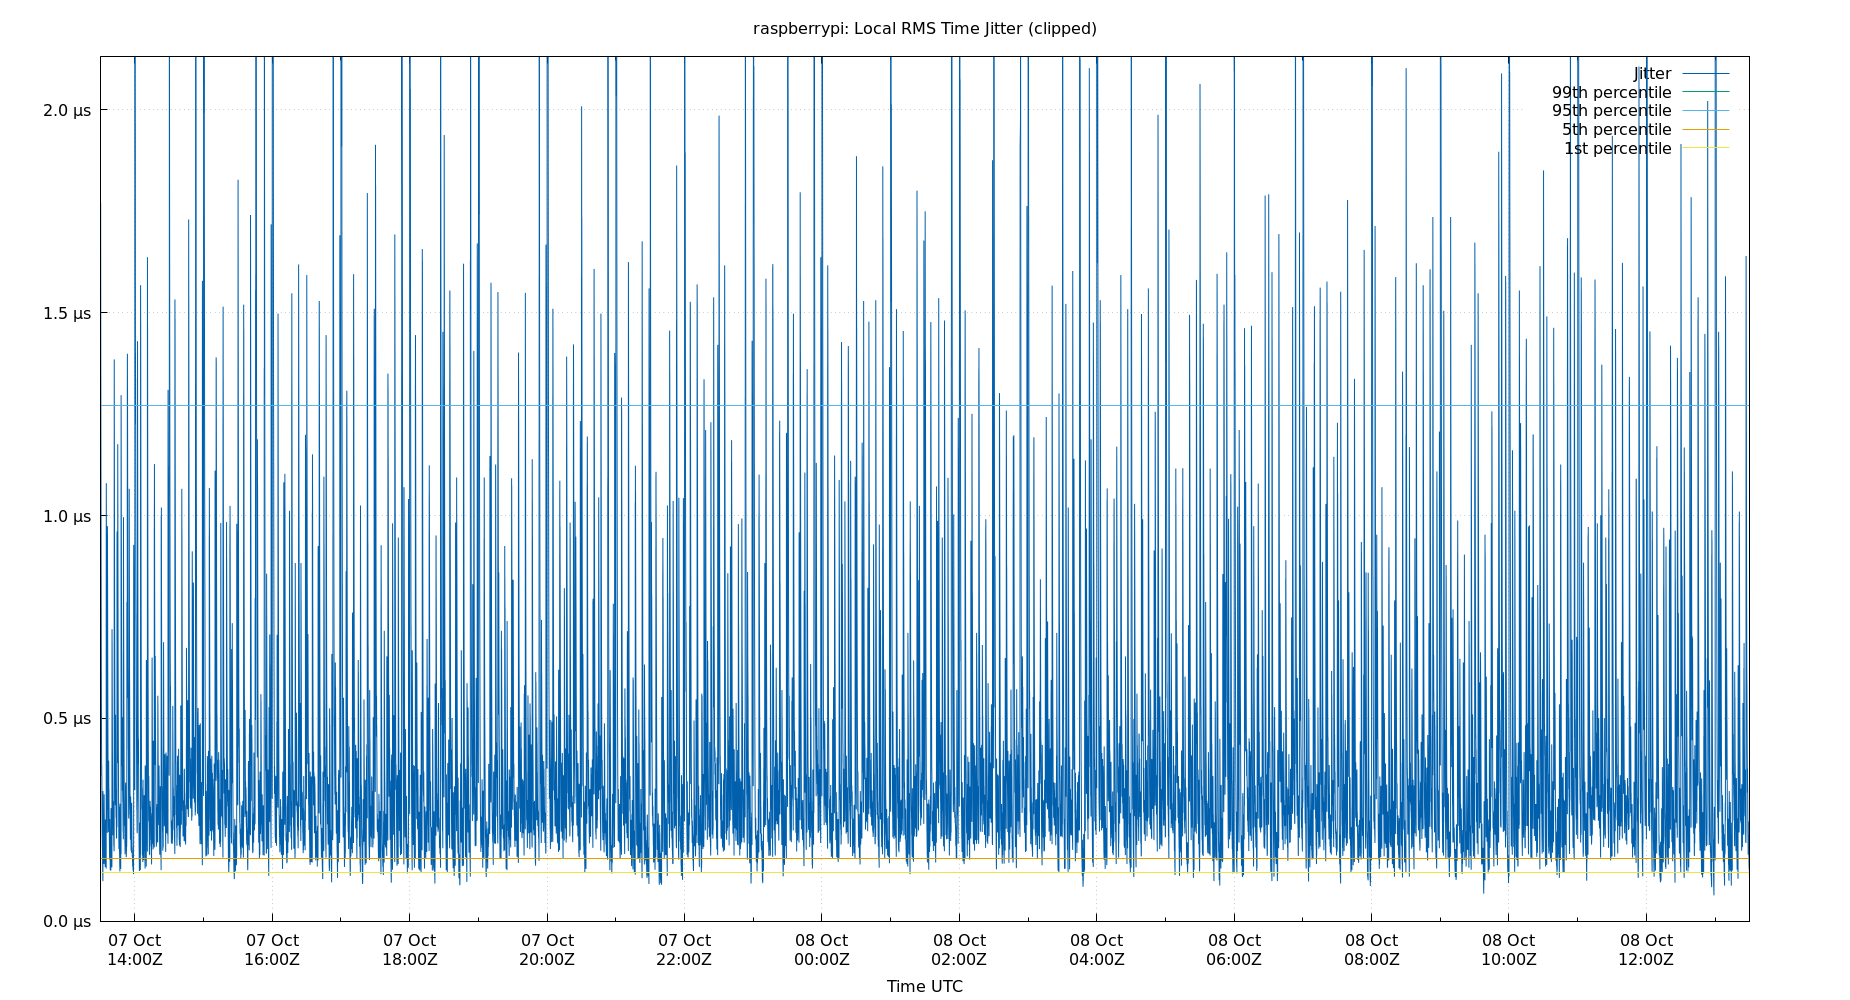 raspberrypi: Local RMS Time Jitter (clipped)
Jitter
99th percentile
95th percentile
5th percentile
1st percentile
2.0 µs
1.5 µs
1.0 µs
0.5 µs
0.0 µs
07 Oct 07 Oct 07 Oct 07 Oct 07 Oct 08 Oct 08 Oct 08 Oct 08 Oct 08 Oct 08 Oct 08 Oct
14:00Z 16:00Z 18:00Z 20:00Z 22:00Z 00:00Z 02:00Z 04:00Z 06:00Z 08:00Z 10:00Z 12:00Z
Time UTC